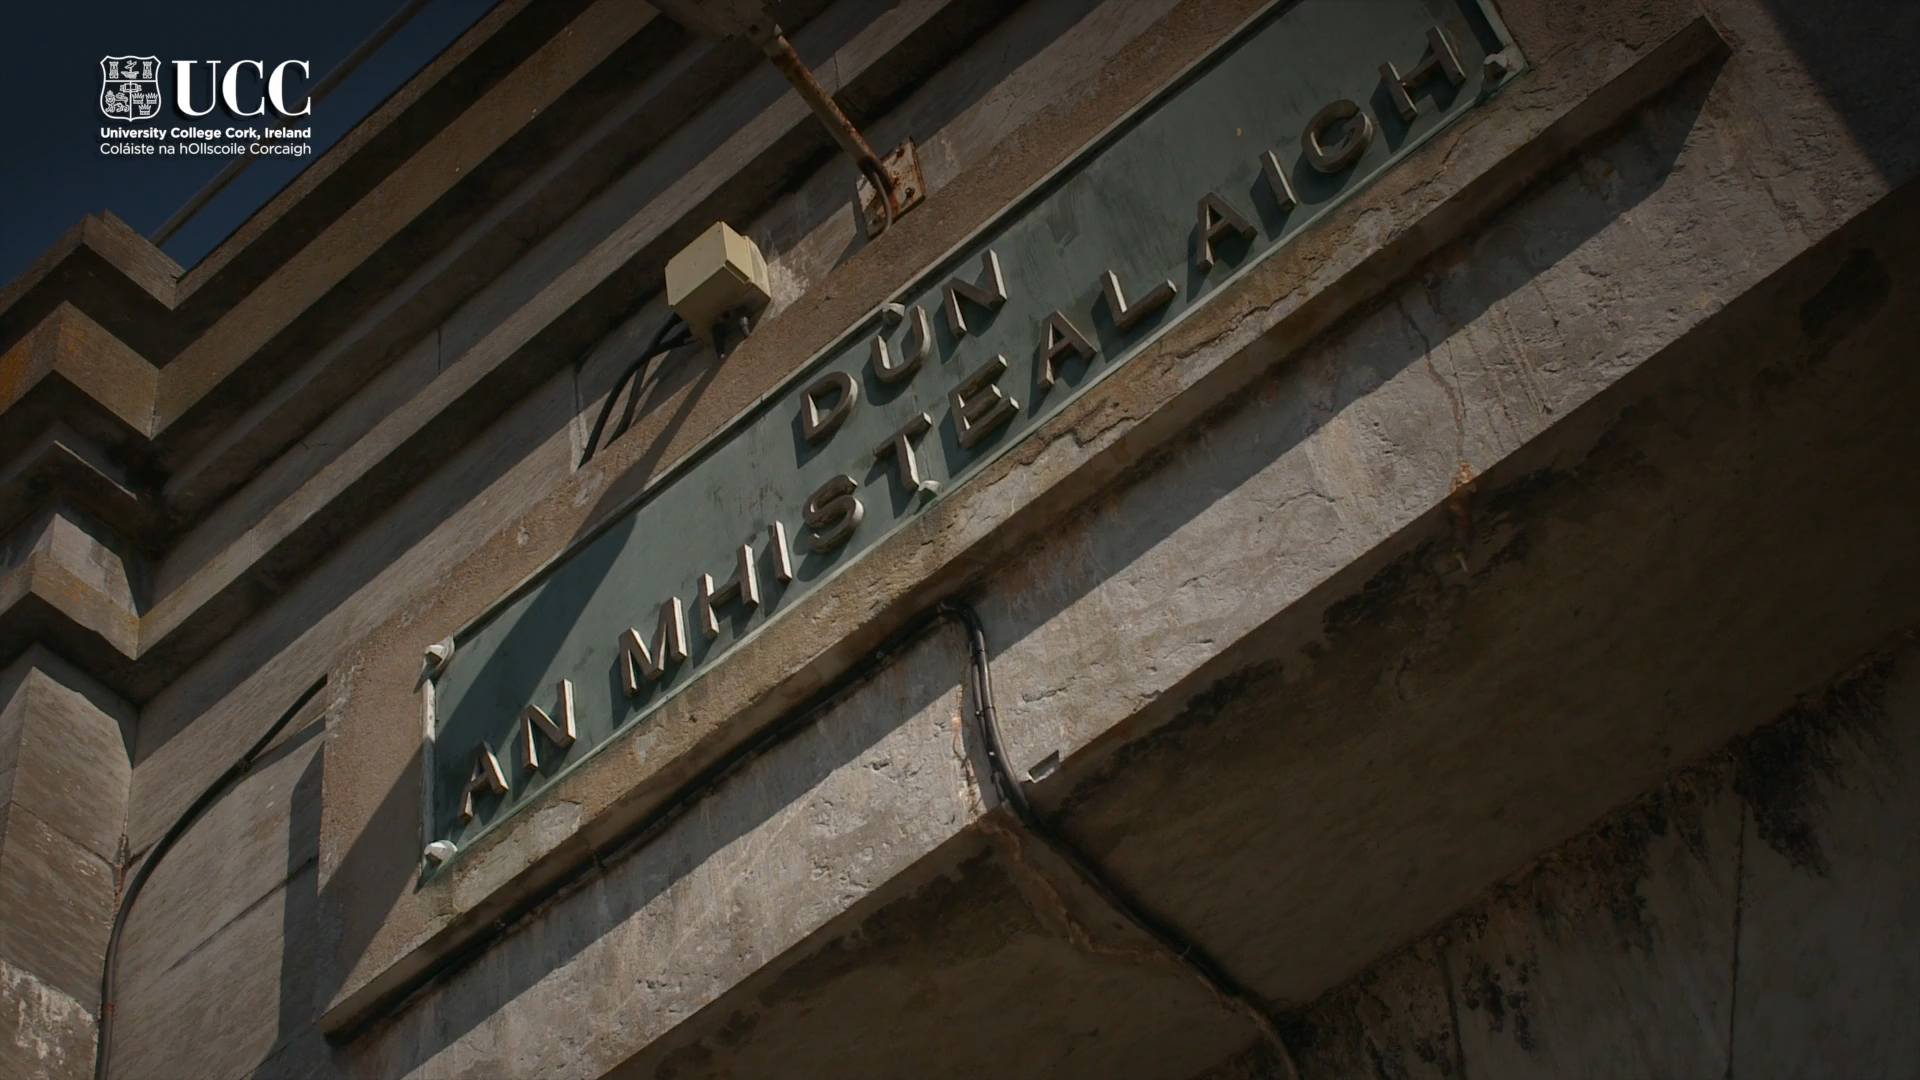 UCC
University College Cork, Ireland
Coláiste na hOllscoile Corcaigh
DÚN
AN MHISTEALAIGH